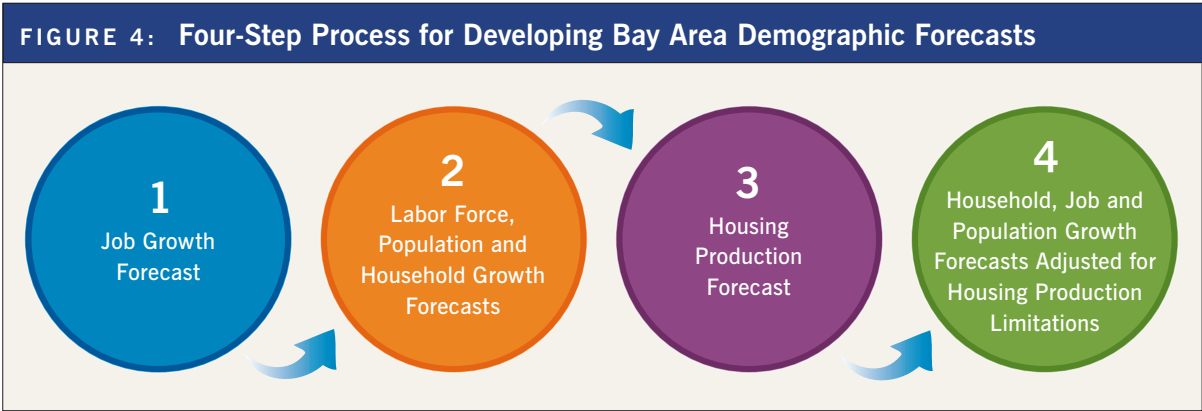 FIGURE 4: Four-Step Process for Developing Bay Area Demographic Forecasts
1
Job Growth
Forecast
2
Labor Force,
Population and
Household Growth
Forecasts
3
Housing
Production
Forecast
4
Household, Job and
Population Growth
Forecasts Adjusted for
Housing Production
Limitations